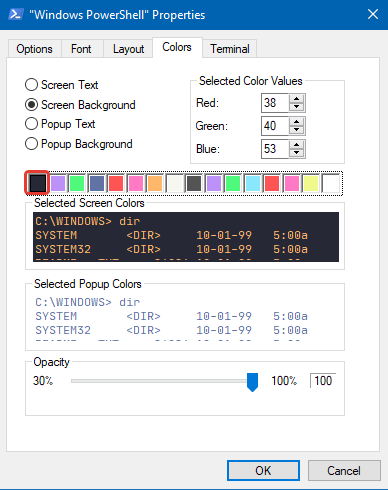 "Windows PowerShell" Properties
Options Font Layout Colors Terminal
Screen Text
Screen Background
Popup Text
Popup Background
Selected Color Values
Red: 38
Green: 40
Blue: 53
Selected Screen Colors
C:\WINDOWS> dir
SYSTEM <DIR> 10-01-99 5:00a
SYSTEM32 <DIR> 10-01-99 5:00a
Selected Popup Colors
C:\WINDOWS> dir
SYSTEM <DIR> 10-01-99 5:00a
SYSTEM32 <DIR> 10-01-99 5:00a
Opacity
30% 100% 100
OK Cancel